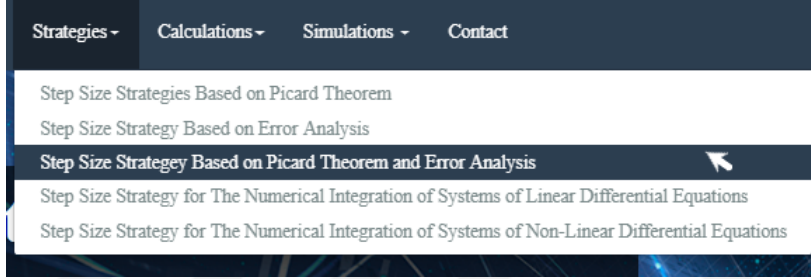 Strategies Calculations Simulations Contact
Step Size Strategies Based on Picard Theorem
Step Size Strategy Based on Error Analysis
Step Size Strategey Based on Picard Theorem and Error Analysis
Step Size Strategy for The Numerical Integration of Systems of Linear Differential Equations
Step Size Strategy for The Numerical Integration of Systems of Non-Linear Differential Equations